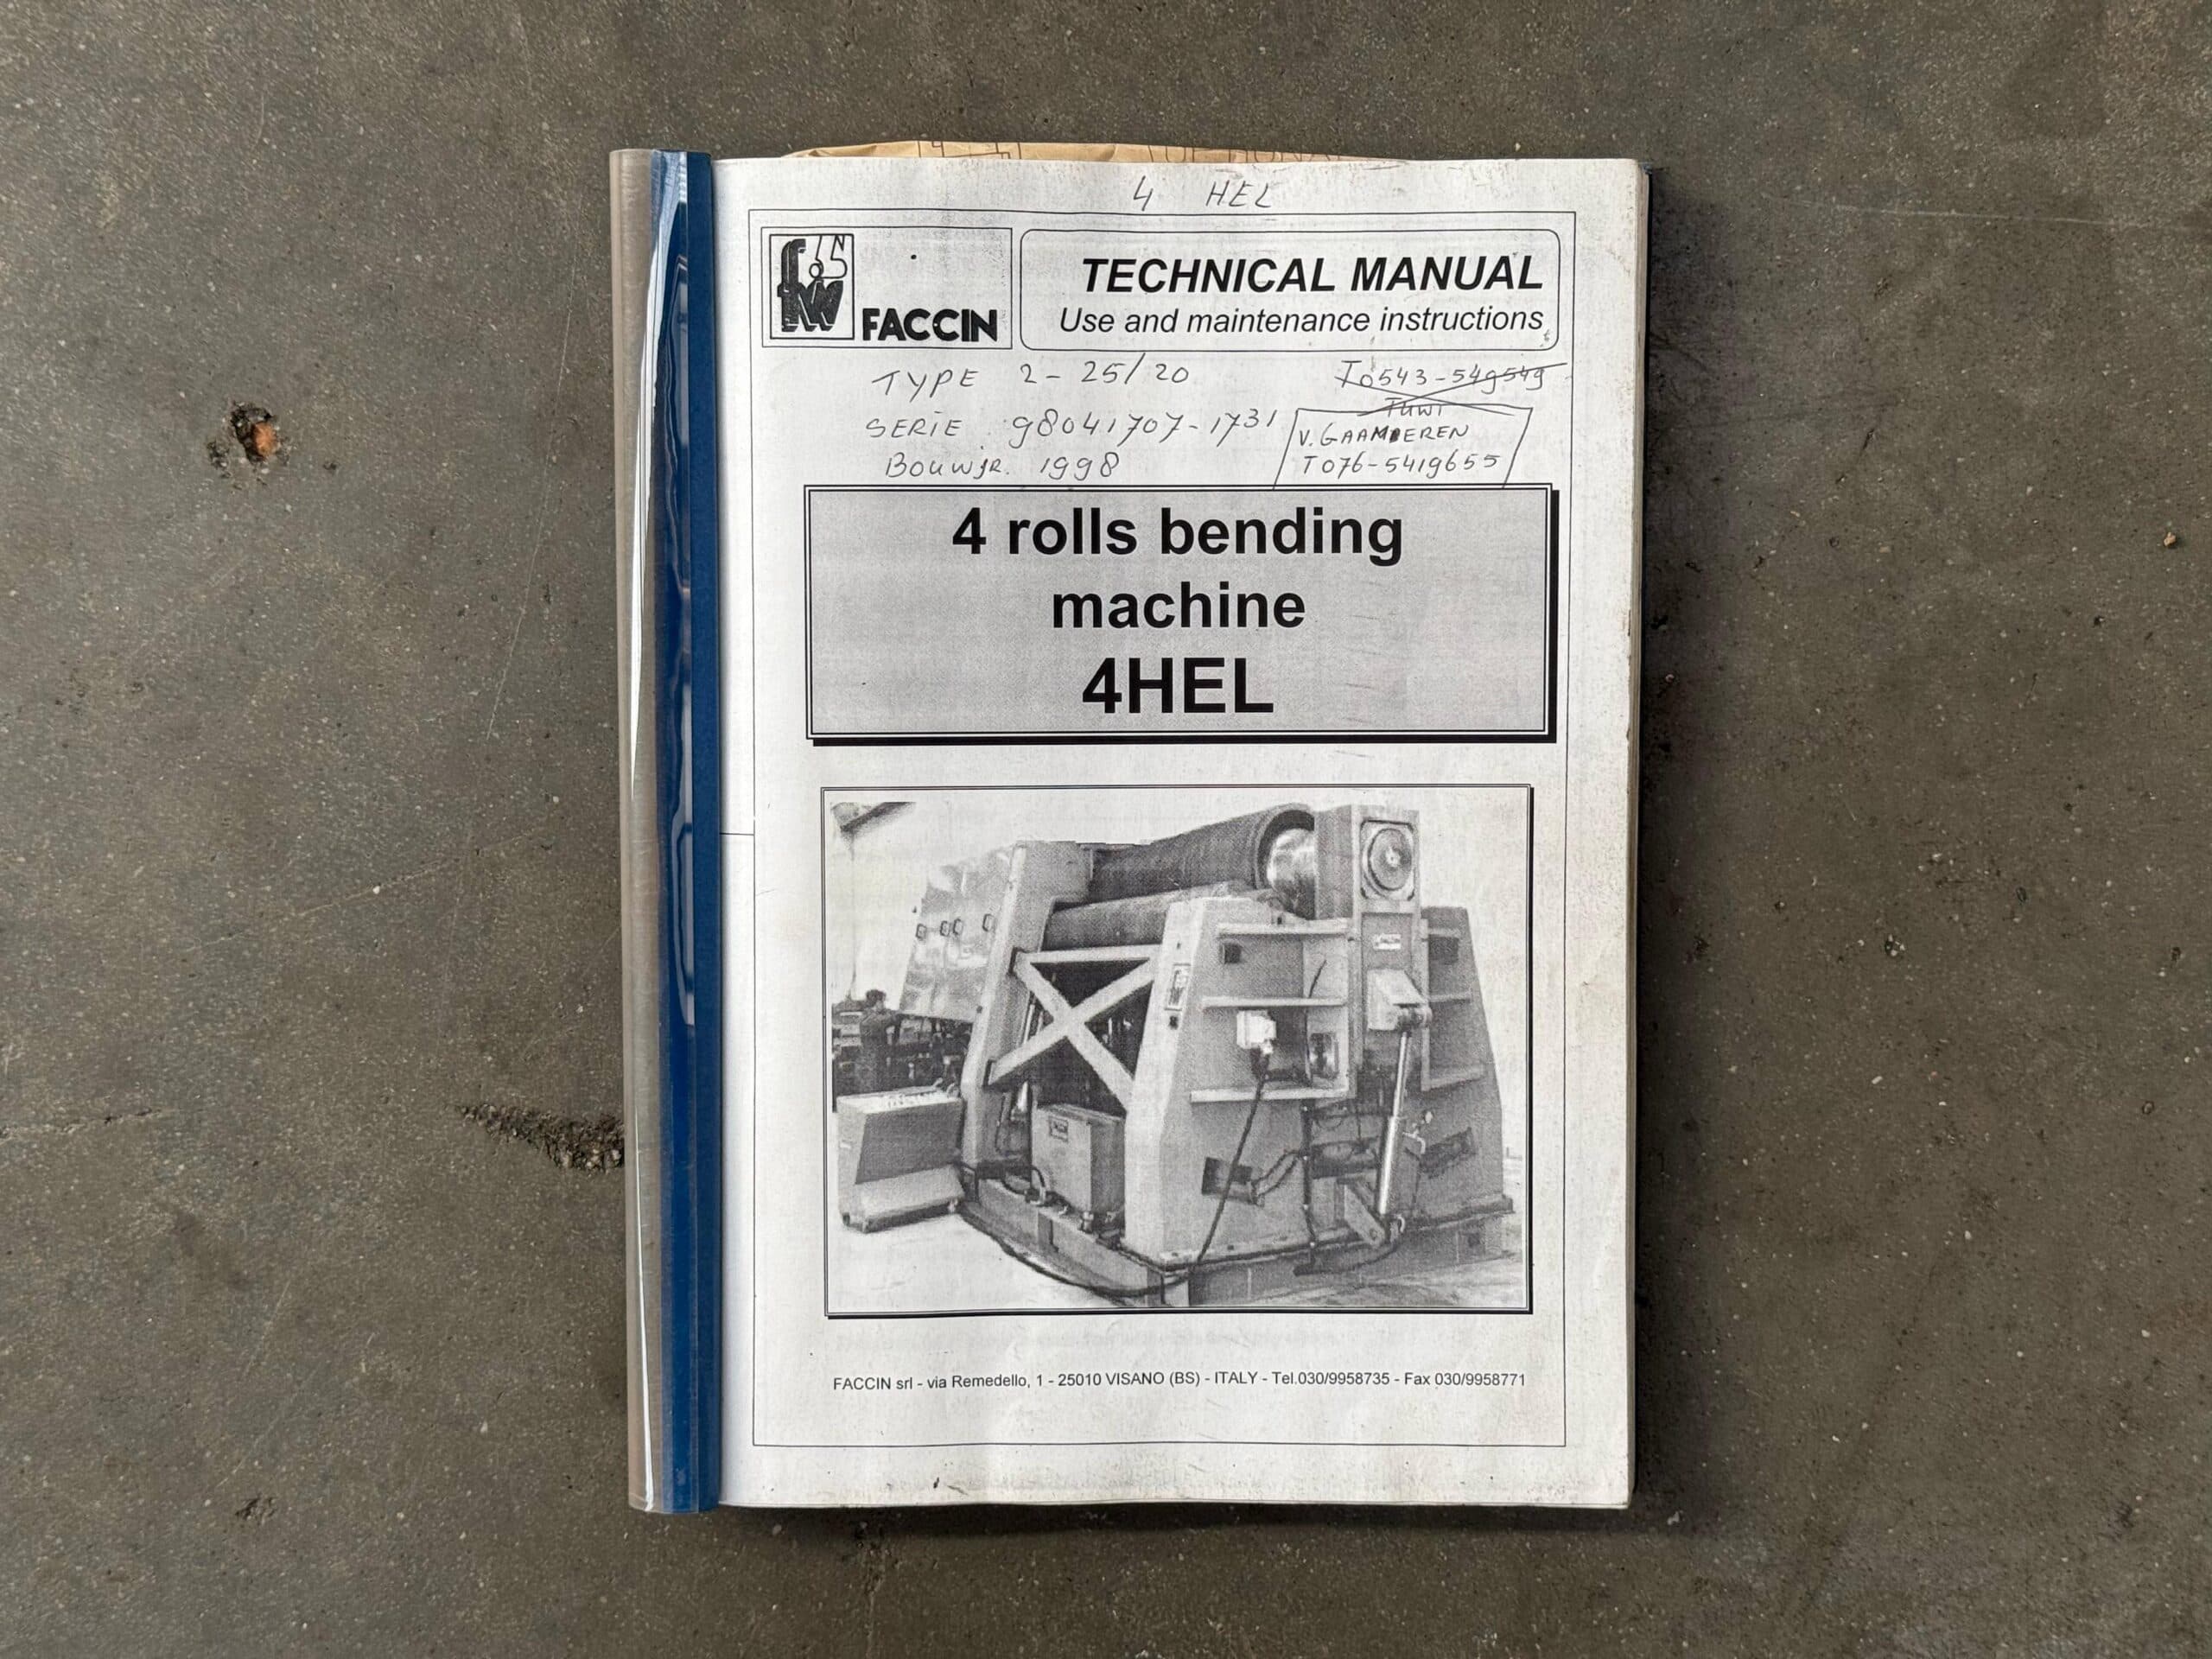 4 HEL
FACCIN
TECHNICAL MANUAL
Use and maintenance instructions
TYPE 2-25/20
SERIE 98041707-1731
BOUWJR. 1998
T0543-549549
TUWI
V. GAAMEREN
T076-5419655
4 rolls bending
machine
4HEL
FACCIN srl - via Remedello, 1 - 25010 VISANO (BS) - ITALY - Tel.030/9958735 - Fax 030/9958771